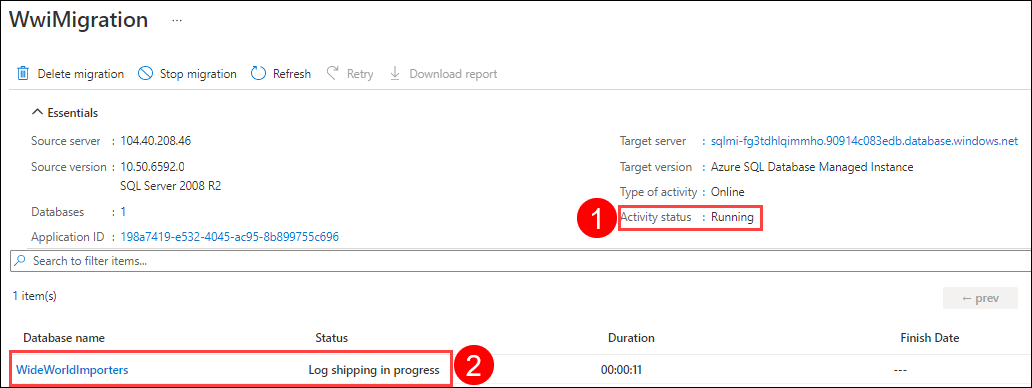 WwiMigration ...
Delete migration Stop migration Refresh Retry Download report
Essentials
Source server : 104.40.208.46 Target server : sqlmi-fg3tdhlqimmho.90914c083edb.database.windows.net
Source version : 10.50.6592.0 Target version : Azure SQL Database Managed Instance
SQL Server 2008 R2 Type of activity : Online
Databases : 1 1 Activity status : Running
Application ID : 198a7419-e532-4045-ac95-8b899755c696
Search to filter items...
1 item(s) ← prev
Database name Status Duration Finish Date
WideWorldImporters Log shipping in progress 2 00:00:11 ---